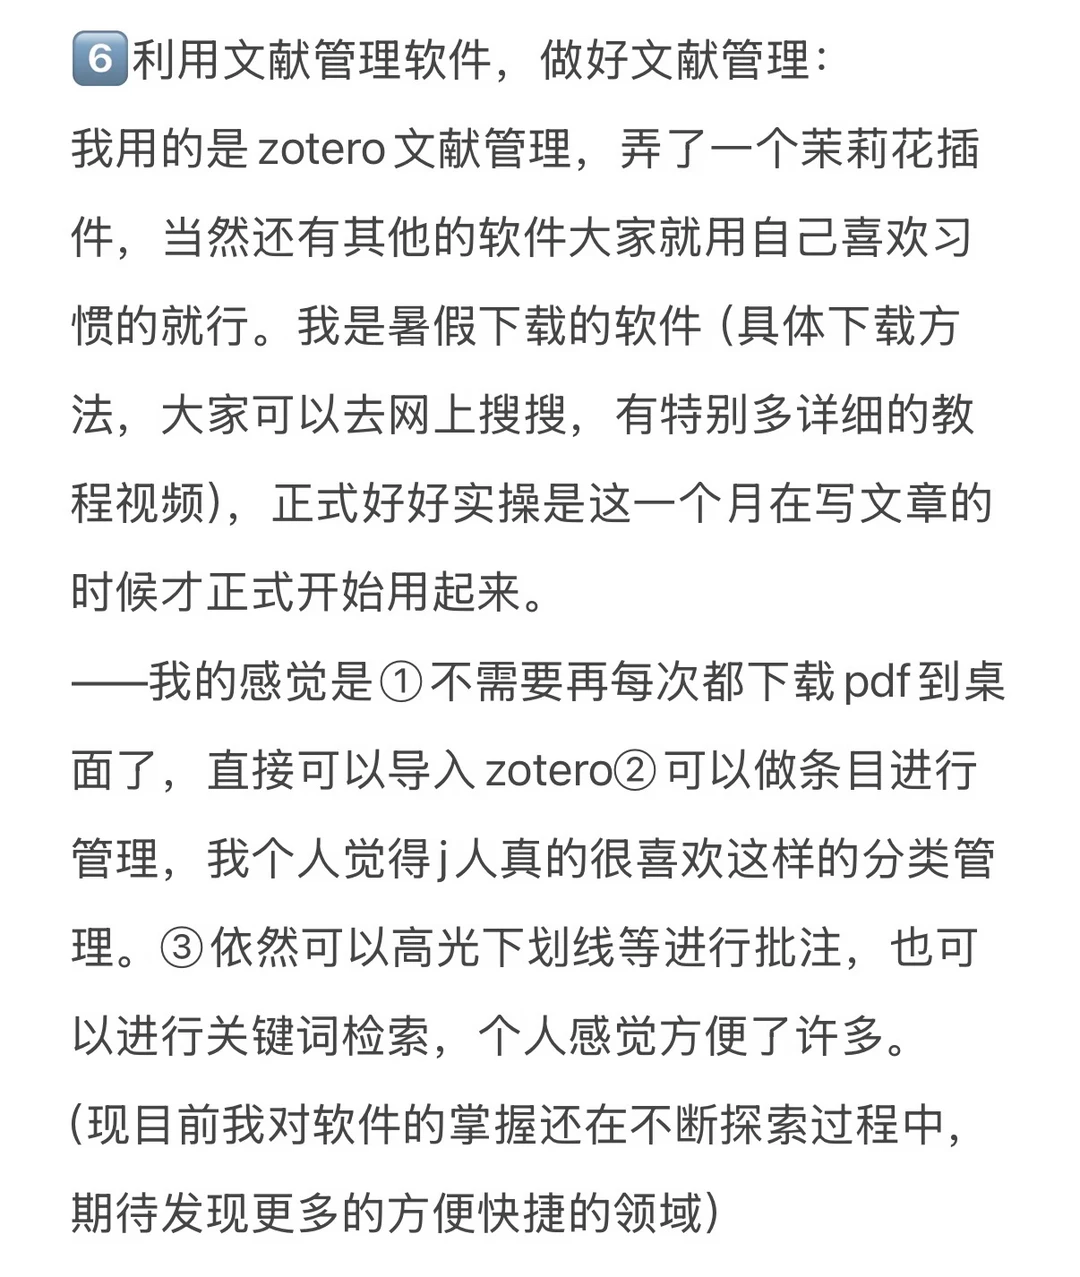 6️⃣利用文献管理软件，做好文献管理：
我用的是zotero文献管理，弄了一个茉莉花插
件，当然还有其他的软件大家就用自己喜欢习
惯的就行。我是暑假下载的软件（具体下载方
法，大家可以去网上搜搜，有特别多详细的教
程视频），正式好好实操是这一个月在写文章的
时候才正式开始用起来。
——我的感觉是①不需要再每次都下载pdf到桌
面了，直接可以导入zotero②可以做条目进行
管理，我个人觉得j人真的很喜欢这样的分类管
理。③依然可以高光下划线等进行批注，也可
以进行关键词检索，个人感觉方便了许多。
（现目前我对软件的掌握还在不断探索过程中，
期待发现更多的方便快捷的领域）